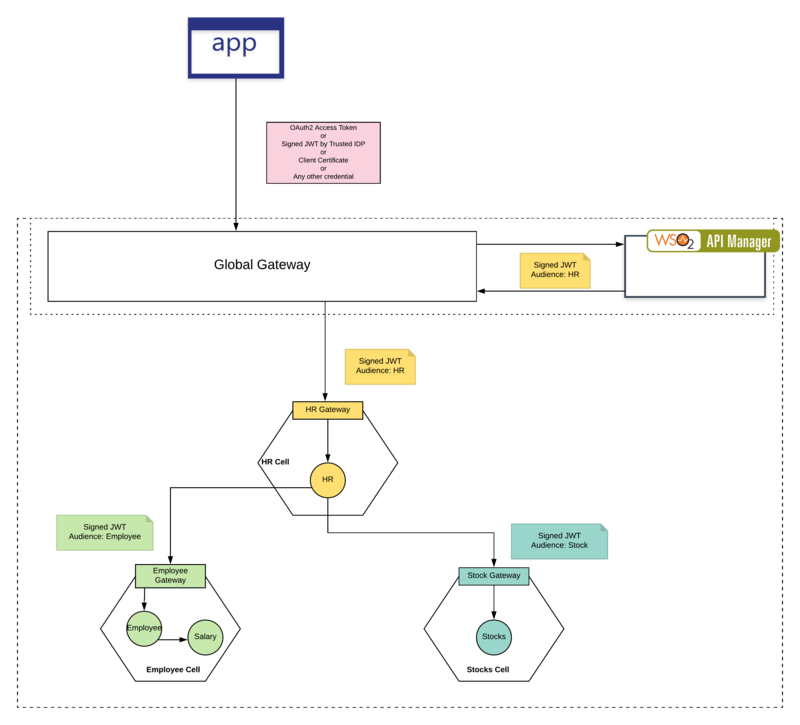 app
OAuth2 Access Token
or
Signed JWT by Trusted IDP
or
Client Certificate
or
Any other credential
Global Gateway
WSO2 API Manager
Signed JWT
Audience: HR
Signed JWT
Audience: HR
HR Gateway
HR Cell
HR
Signed JWT
Audience: Employee
Signed JWT
Audience: Stock
Employee
Gateway
Stock Gateway
Employee
Salary
Stocks
Employee Cell
Stocks Cell